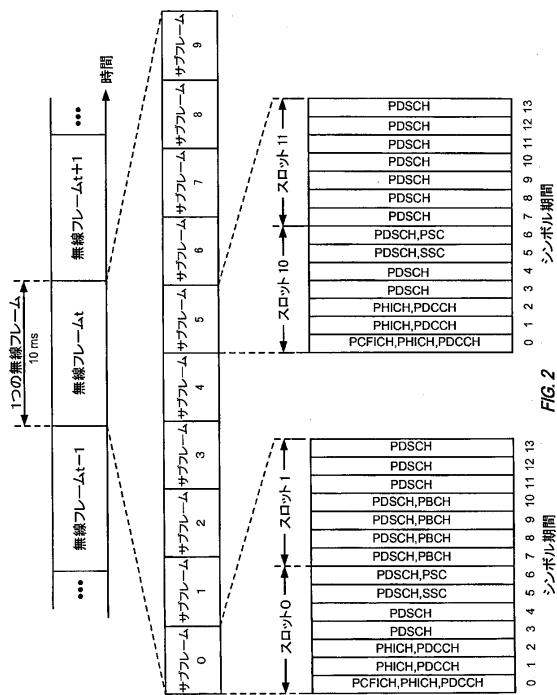 1つの無線フレーム
10 ms
•••
無線フレームt−1
無線フレームt
無線フレームt+1
•••
時間
サブフレーム 0
サブフレーム 1
サブフレーム 2
サブフレーム 3
サブフレーム 4
サブフレーム 5
サブフレーム 6
サブフレーム 7
サブフレーム 8
サブフレーム 9
スロット0
スロット1
PCFICH,PHICH,PDCCH
PHICH,PDCCH
PHICH,PDCCH
PDSCH
PDSCH
PDSCH,SSC
PDSCH,PSC
PDSCH,PBCH
PDSCH,PBCH
PDSCH,PBCH
PDSCH,PBCH
PDSCH
PDSCH
PDSCH
0 1 2 3 4 5 6 7 8 9 10 11 12 13
シンボル期間
スロット10
スロット11
PCFICH,PHICH,PDCCH
PHICH,PDCCH
PHICH,PDCCH
PDSCH
PDSCH
PDSCH,SSC
PDSCH,PSC
PDSCH
PDSCH
PDSCH
PDSCH
PDSCH
PDSCH
PDSCH
0 1 2 3 4 5 6 7 8 9 10 11 12 13
シンボル期間
FIG. 2